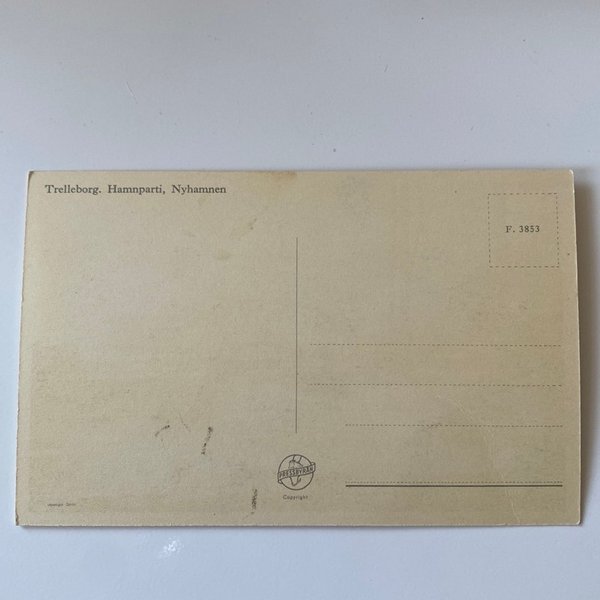 Trelleborg. Hamnparti, Nyhamnen
F. 3853
PRESSBYRÅN
Copyright